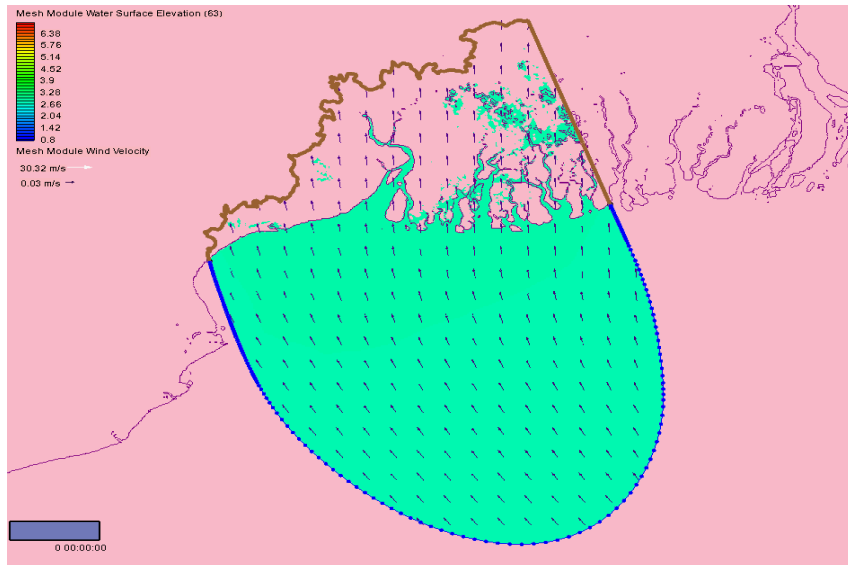 Mesh Module Water Surface Elevation (63)
6.38
5.76
5.14
4.52
3.9
3.28
2.66
2.04
1.42
0.8
Mesh Module Wind Velocity
30.32 m/s
0.03 m/s
0 00:00:00